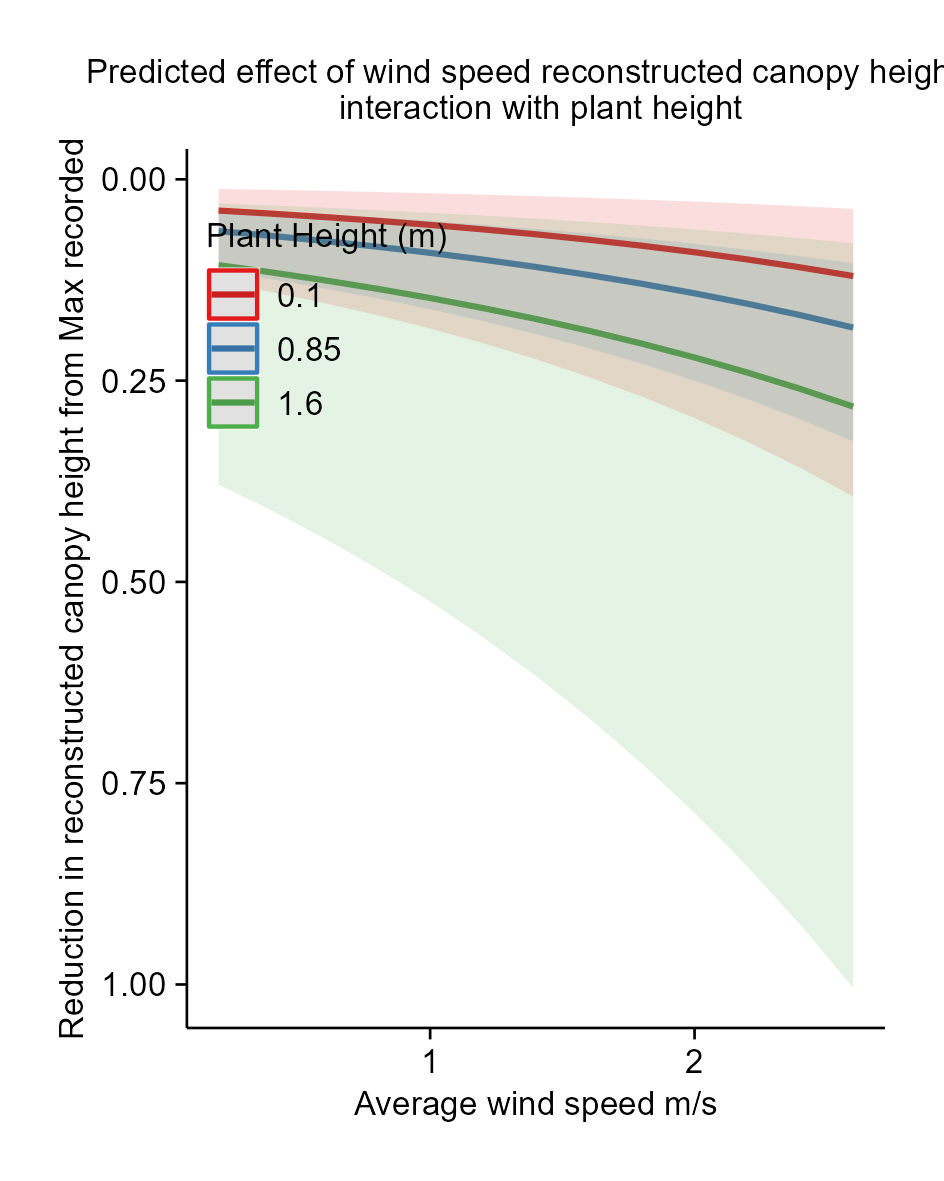 Predicted effect of wind speed reconstructed canopy heigh
interaction with plant height
Reduction in reconstructed canopy height from Max recorded
0.00
0.25
0.50
0.75
1.00
Plant Height (m)
0.1
0.85
1.6
1
2
Average wind speed m/s